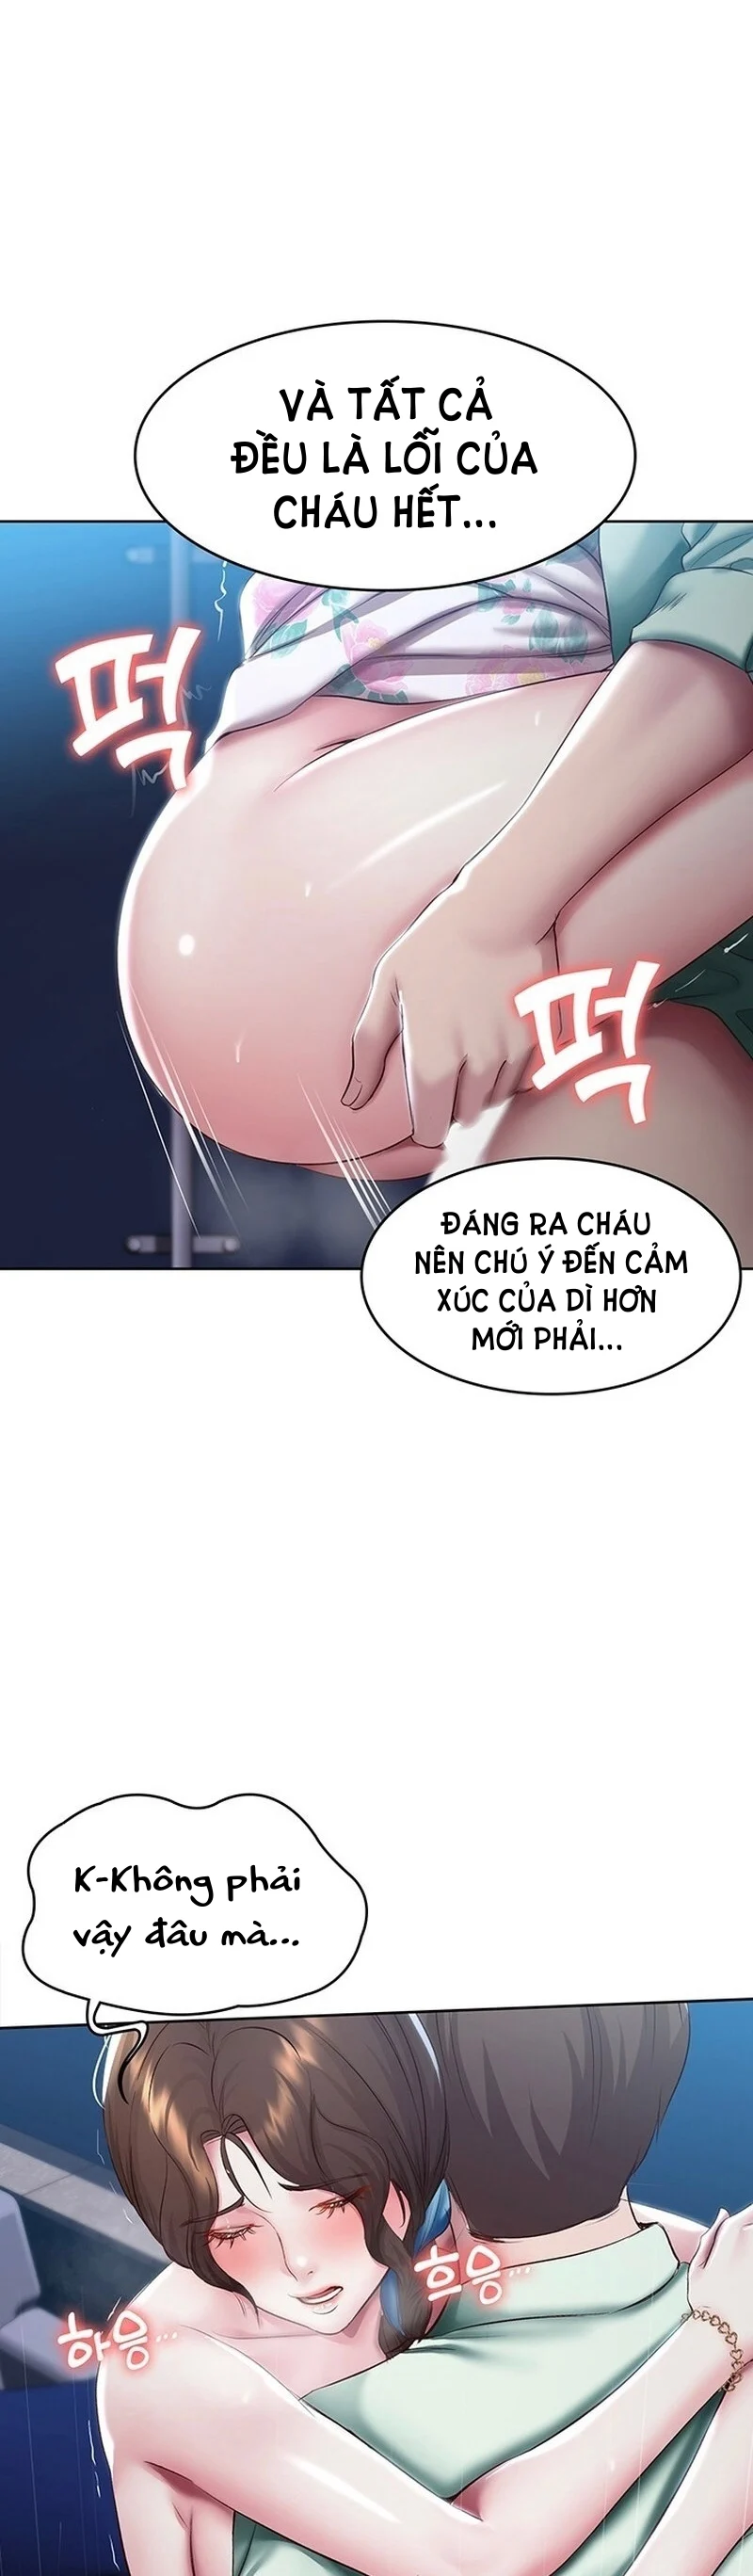 VÀ TẤT CẢ
ĐỀU LÀ LỖI CỦA
CHÁU HẾT...
퍽
퍽
ĐÁNG RA CHÁU
NÊN CHÚ Ý ĐẾN CẢM
XÚC CỦA DÌ HƠN
MỚI PHẢI...
K-Không phải
vậy đâu mà...
흐응...
하응...